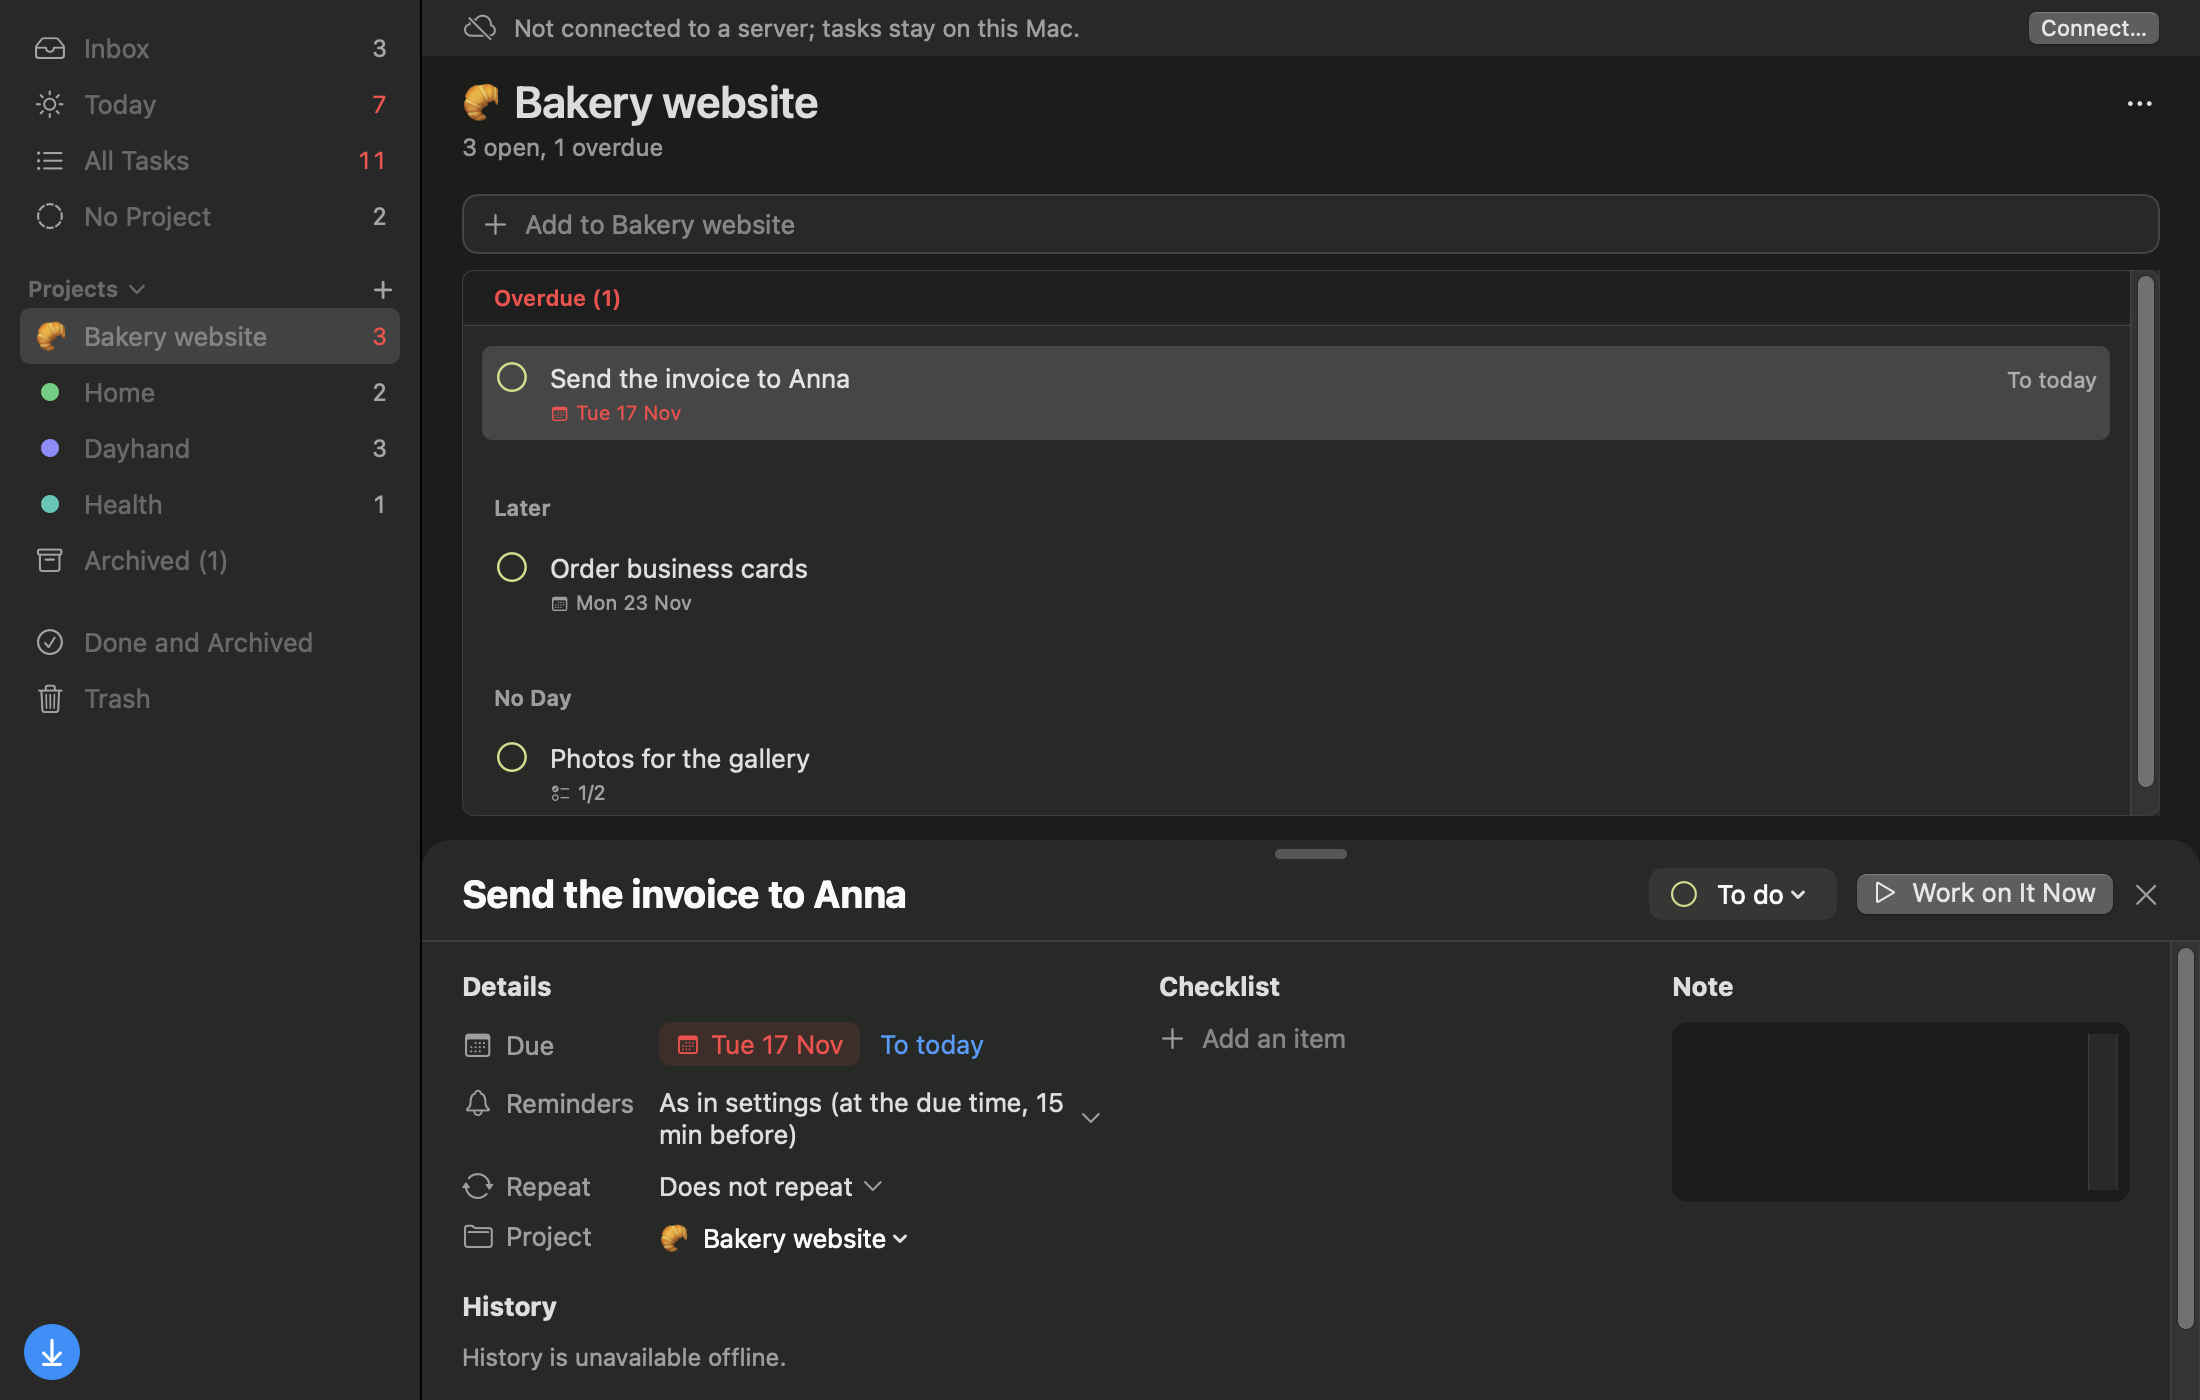 Inbox 3
Today 7
All Tasks 11
No Project 2
Projects
Bakery website 3
Home 2
Dayhand 3
Health 1
Archived (1)
Done and Archived
Trash
Not connected to a server; tasks stay on this Mac.
Connect...
Bakery website
3 open, 1 overdue
Add to Bakery website
Overdue (1)
Send the invoice to Anna
To today
Tue 17 Nov
Later
Order business cards
Mon 23 Nov
No Day
Photos for the gallery
1/2
Send the invoice to Anna
To do
Work on It Now
Details
Due Tue 17 Nov To today
Reminders As in settings (at the due time, 15
min before)
Repeat Does not repeat
Project Bakery website
History
History is unavailable offline.
Checklist
Add an item
Note